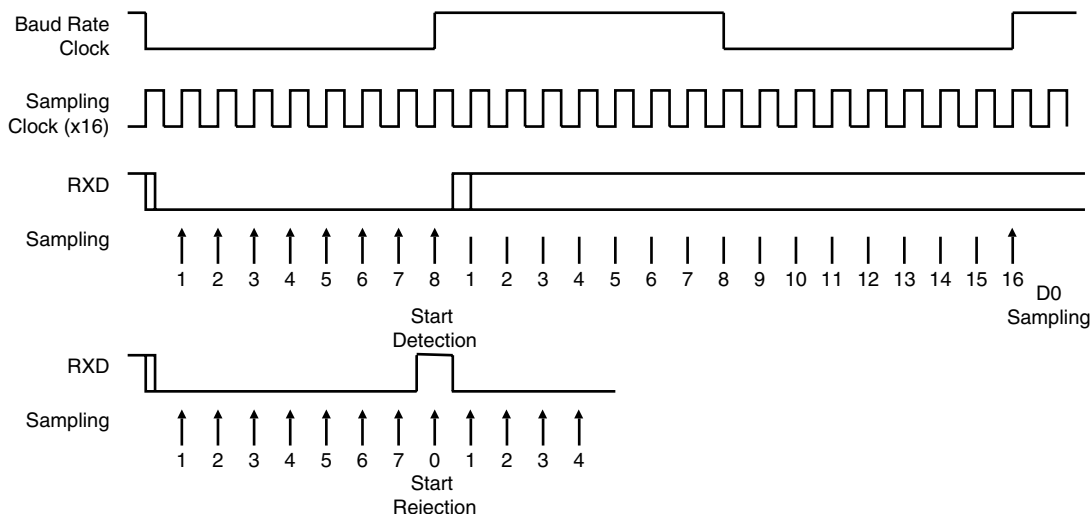 Baud Rate
Clock
Sampling
Clock (x16)
RXD
Sampling
1 2 3 4 5 6 7 8 1 2 3 4 5 6 7 8 9 10 11 12 13 14 15 16
D0
Sampling
Start
Detection
RXD
Sampling
1 2 3 4 5 6 7 0 1 2 3 4
Start
Rejection